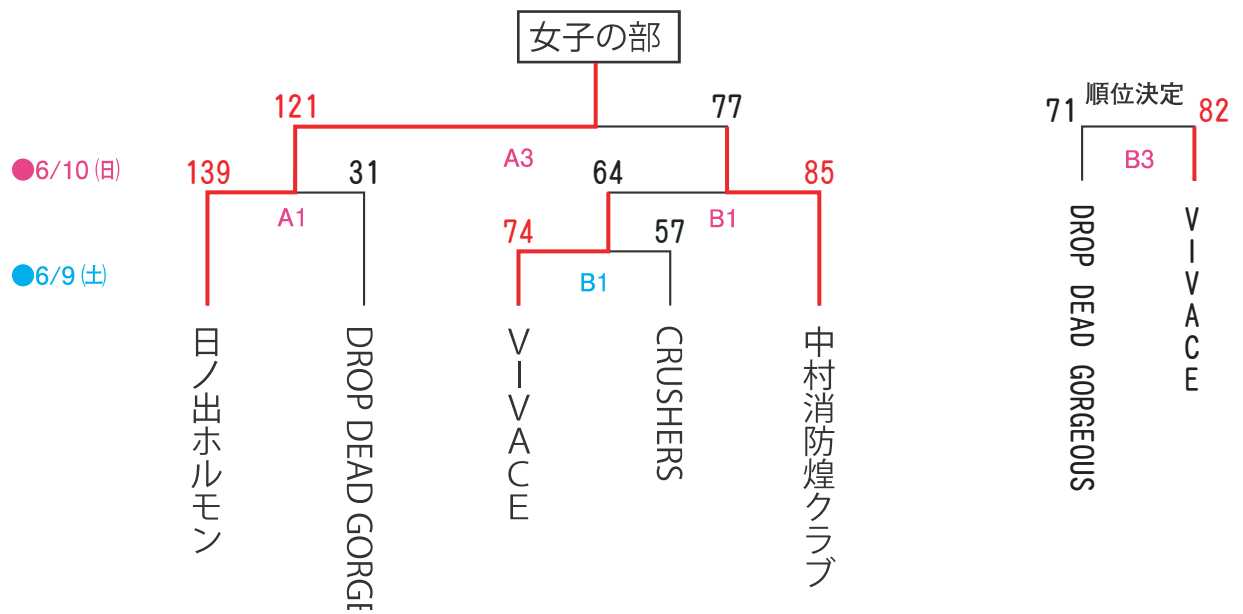 女子の部
121
77
順位決定
71
82
●6/10 (日)
139
31
A3
64
85
B3
A1
B1
74
57
●6/9 (土)
B1
日ノ出ホルモン
DROP DEAD GORGE
VIVACE
CRUSHERS
中村消防煌クラブ
DROP DEAD GORGEOUS
VIVACE